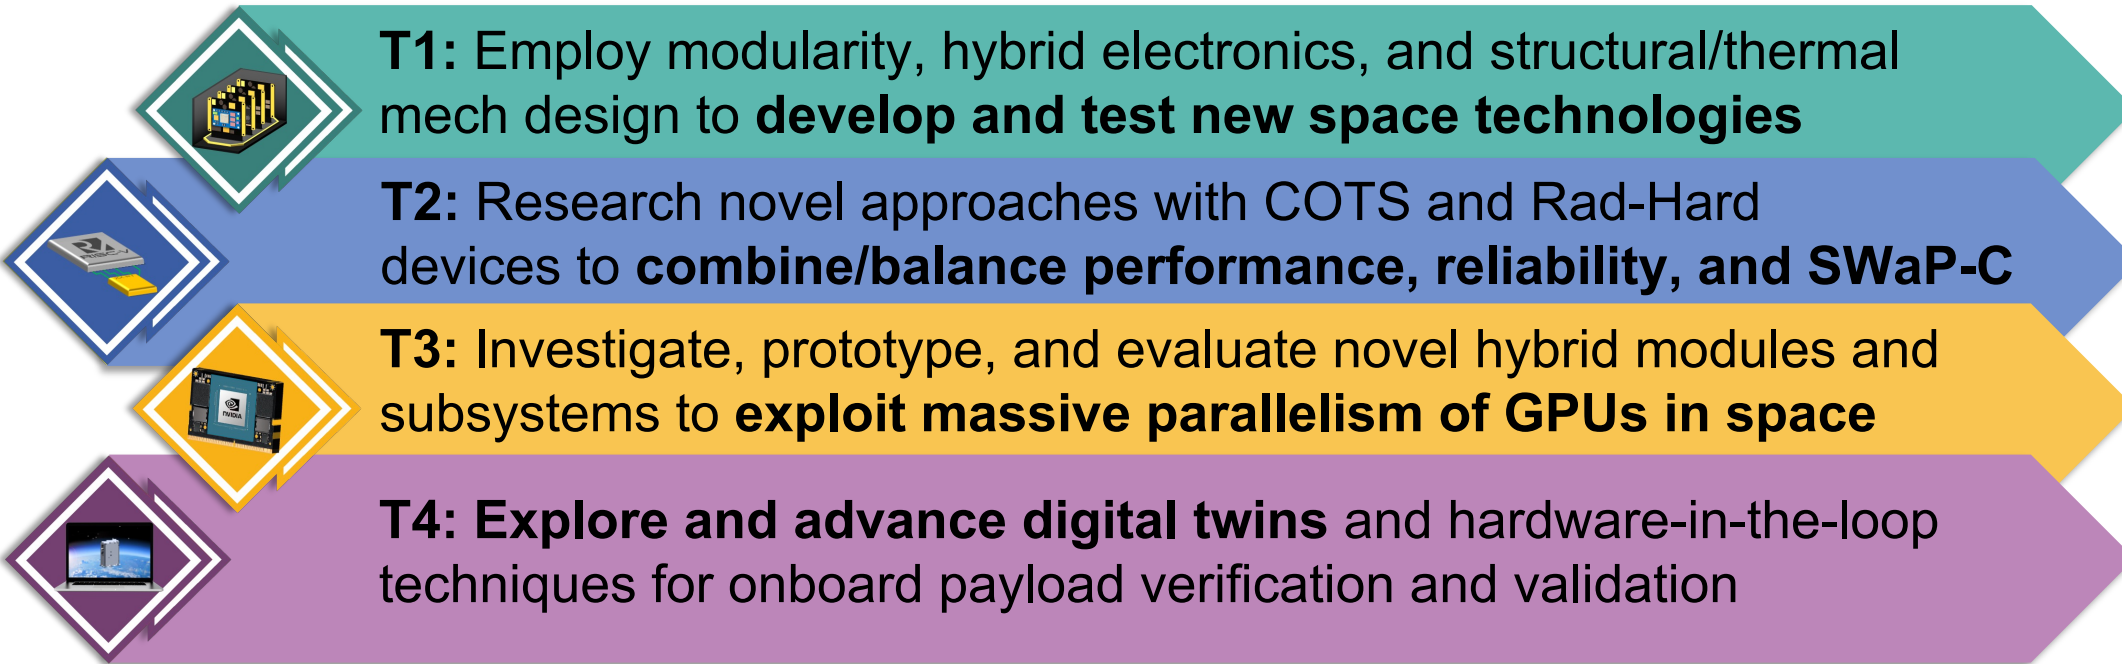 T1: Employ modularity, hybrid electronics, and structural/thermal
mech design to develop and test new space technologies
T2: Research novel approaches with COTS and Rad-Hard
devices to combine/balance performance, reliability, and SWaP-C
RISC-V
T3: Investigate, prototype, and evaluate novel hybrid modules and
subsystems to exploit massive parallelism of GPUs in space
NVIDIA
T4: Explore and advance digital twins and hardware-in-the-loop
techniques for onboard payload verification and validation